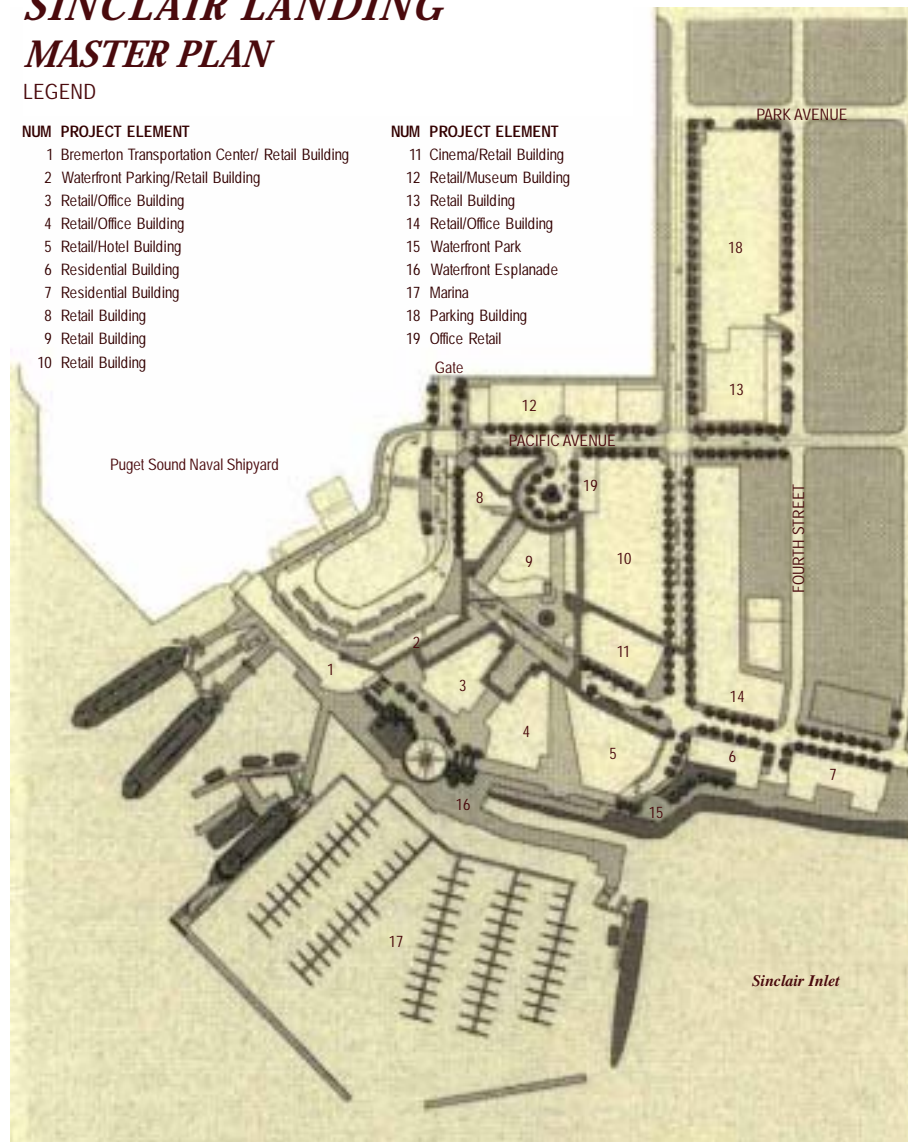 SINCLAIR LANDING
MASTER PLAN
LEGEND
NUM PROJECT ELEMENT
1 Bremerton Transportation Center/ Retail Building
2 Waterfront Parking/Retail Building
3 Retail/Office Building
4 Retail/Office Building
5 Retail/Hotel Building
6 Residential Building
7 Residential Building
8 Retail Building
9 Retail Building
10 Retail Building
NUM PROJECT ELEMENT
11 Cinema/Retail Building
12 Retail/Museum Building
13 Retail Building
14 Retail/Office Building
15 Waterfront Park
16 Waterfront Esplanade
17 Marina
18 Parking Building
19 Office Retail
PARK AVENUE
18
13
Gate
12
PACIFIC AVENUE
Puget Sound Naval Shipyard
8
19
FOURTH STREET
9
10
2
11
1
3
14
4
5
6
7
16
15
17
Sinclair Inlet